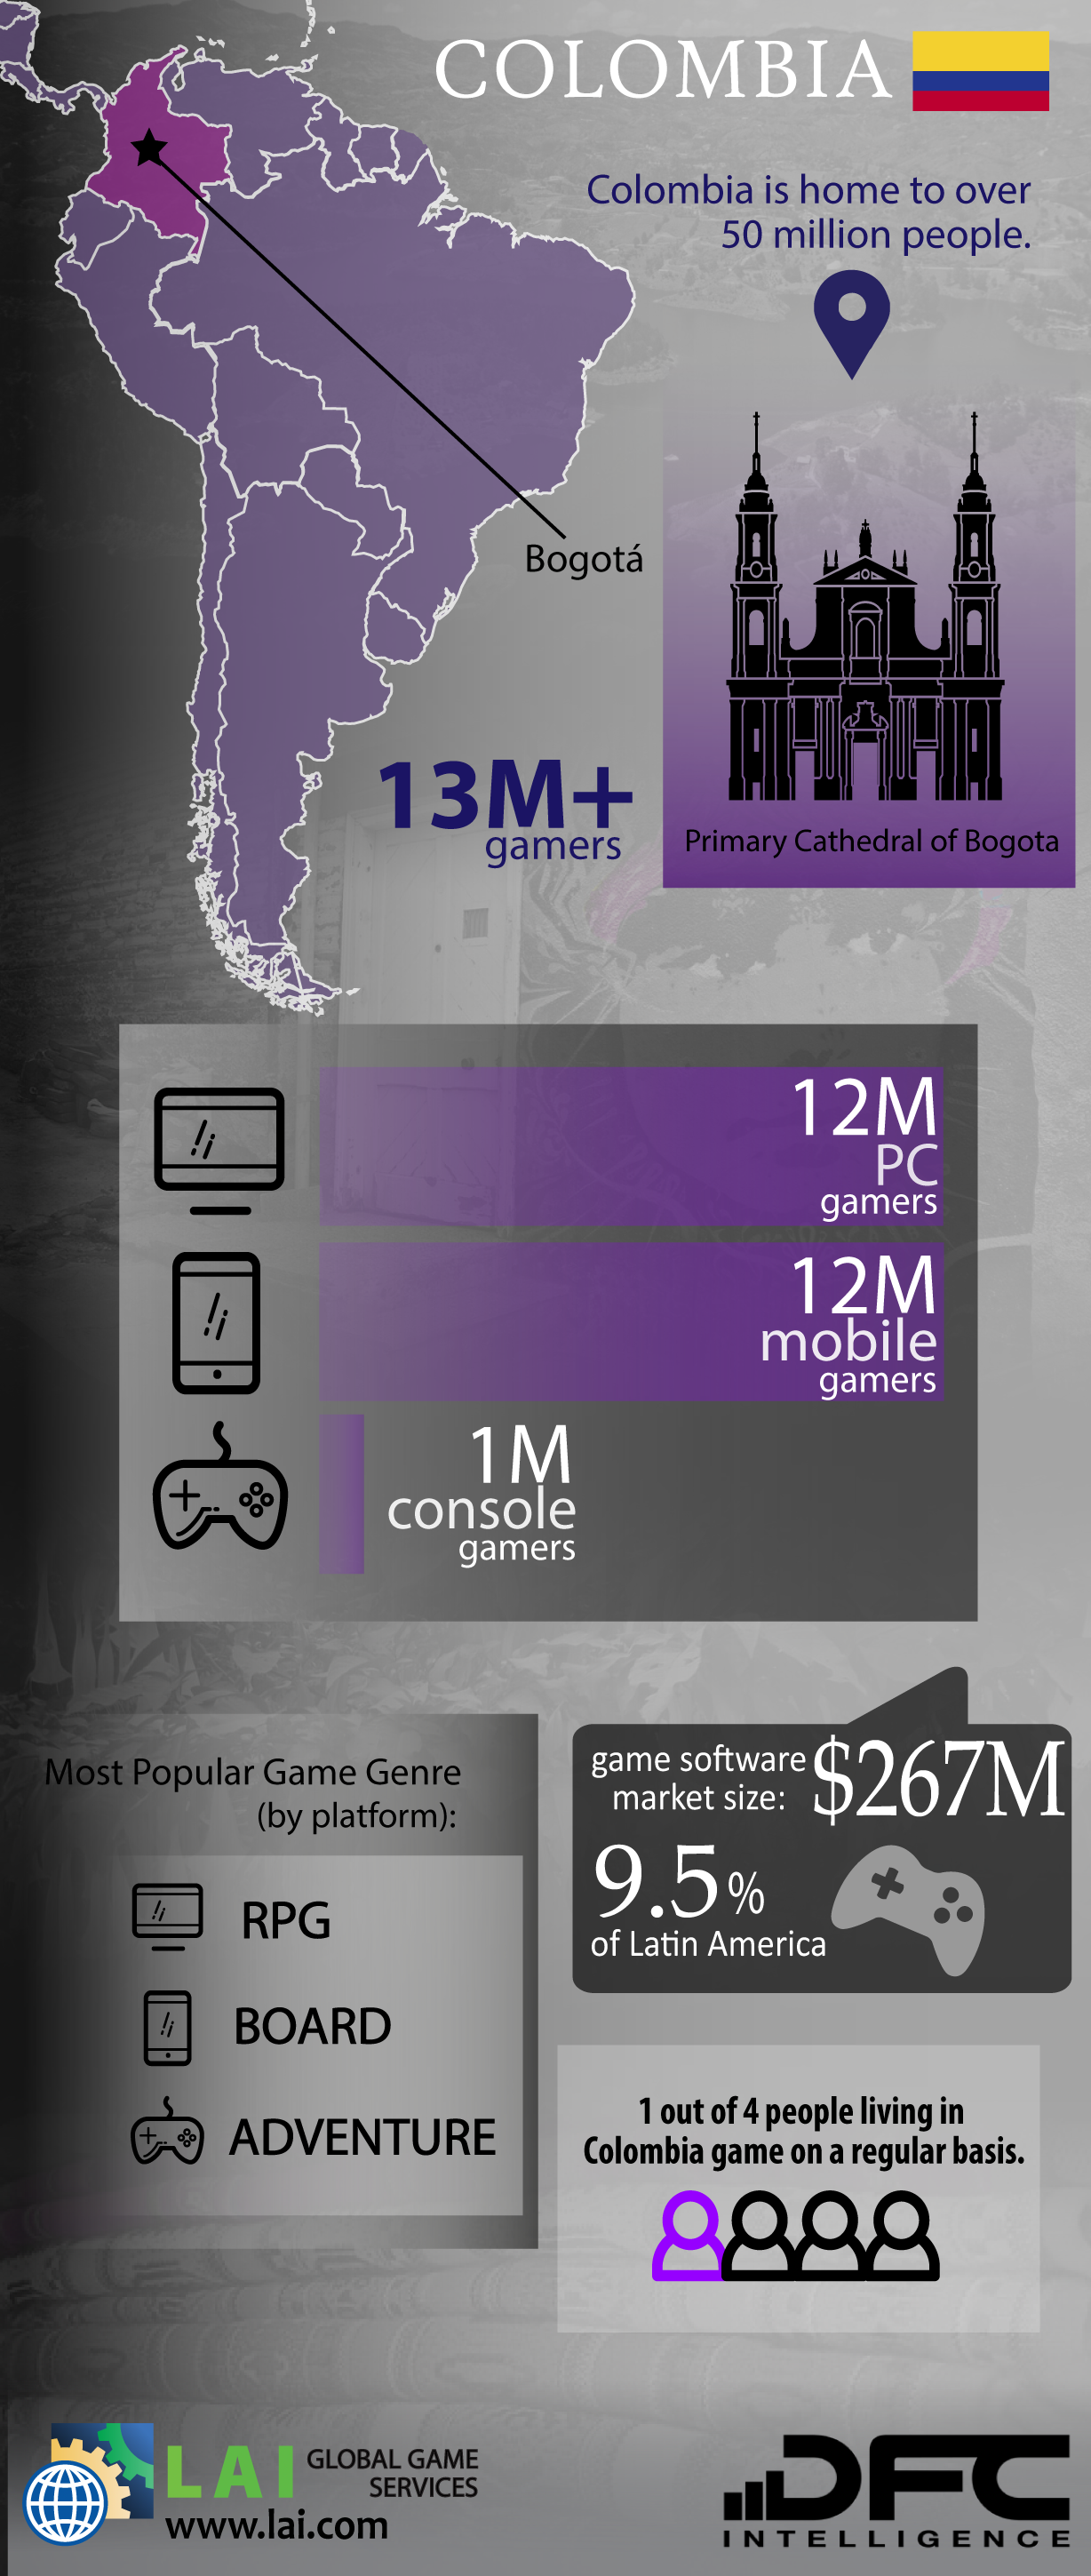 COLOMBIA
Colombia is home to over
50 million people.
Bogotá
Primary Cathedral of Bogota
13M+
gamers
12M
PC
gamers
12M
mobile
gamers
1M
console
gamers
Most Popular Game Genre
(by platform):
RPG
BOARD
ADVENTURE
game software
market size:
$267M
9.5%
of Latin America
1 out of 4 people living in
Colombia game on a regular basis.
LAI
GLOBAL GAME
SERVICES
www.lai.com
DFC
INTELLIGENCE